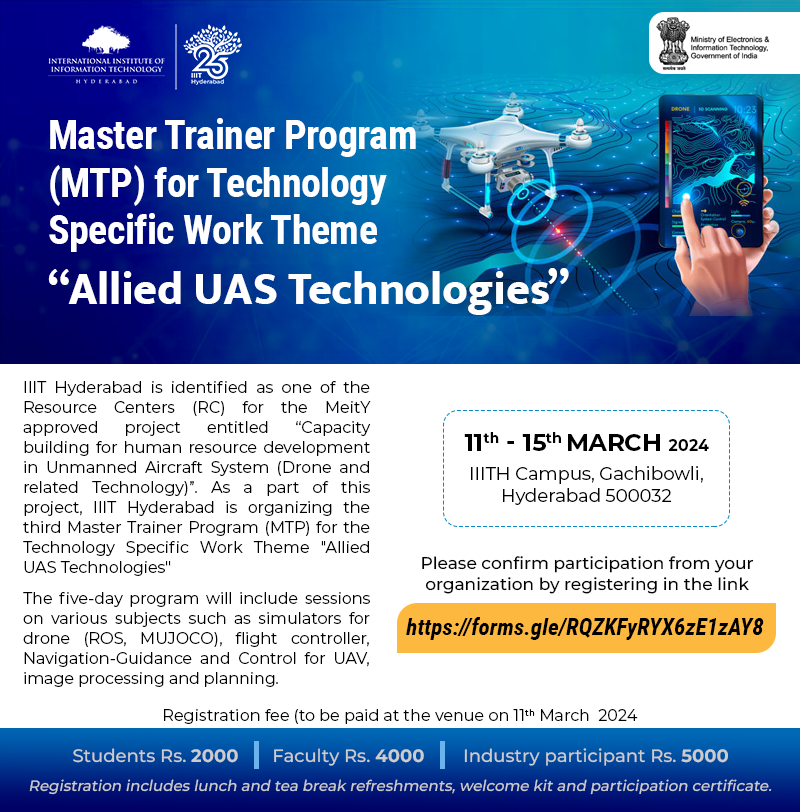 INTERNATIONAL INSTITUTE OF
INFORMATION TECHNOLOGY
HYDERABAD
25
IIIT
Hyderabad
सत्यमेव जयते
Ministry of Electronics &
Information Technology,
Government of India
DRONE
3D SCANNING
10:23
Master Trainer Program
(MTP) for Technology
Specific Work Theme
“Allied UAS Technologies”
IIIT Hyderabad is identified as one of the
Resource Centers (RC) for the MeitY
approved project entitled “Capacity
building for human resource development
in Unmanned Aircraft System (Drone and
related Technology)”. As a part of this
project, IIIT Hyderabad is organizing the
third Master Trainer Program (MTP) for the
Technology Specific Work Theme "Allied
UAS Technologies"
The five-day program will include sessions
on various subjects such as simulators for
drone (ROS, MUJOCO), flight controller,
Navigation-Guidance and Control for UAV,
image processing and planning.
11th - 15th MARCH 2024
IIITH Campus, Gachibowli,
Hyderabad 500032
Please confirm participation from your
organization by registering in the link
https://forms.gle/RQZKFyRYX6zE1zAY8
Registration fee (to be paid at the venue on 11th March 2024
Students Rs. 2000 | Faculty Rs. 4000 | Industry participant Rs. 5000
Registration includes lunch and tea break refreshments, welcome kit and participation certificate.